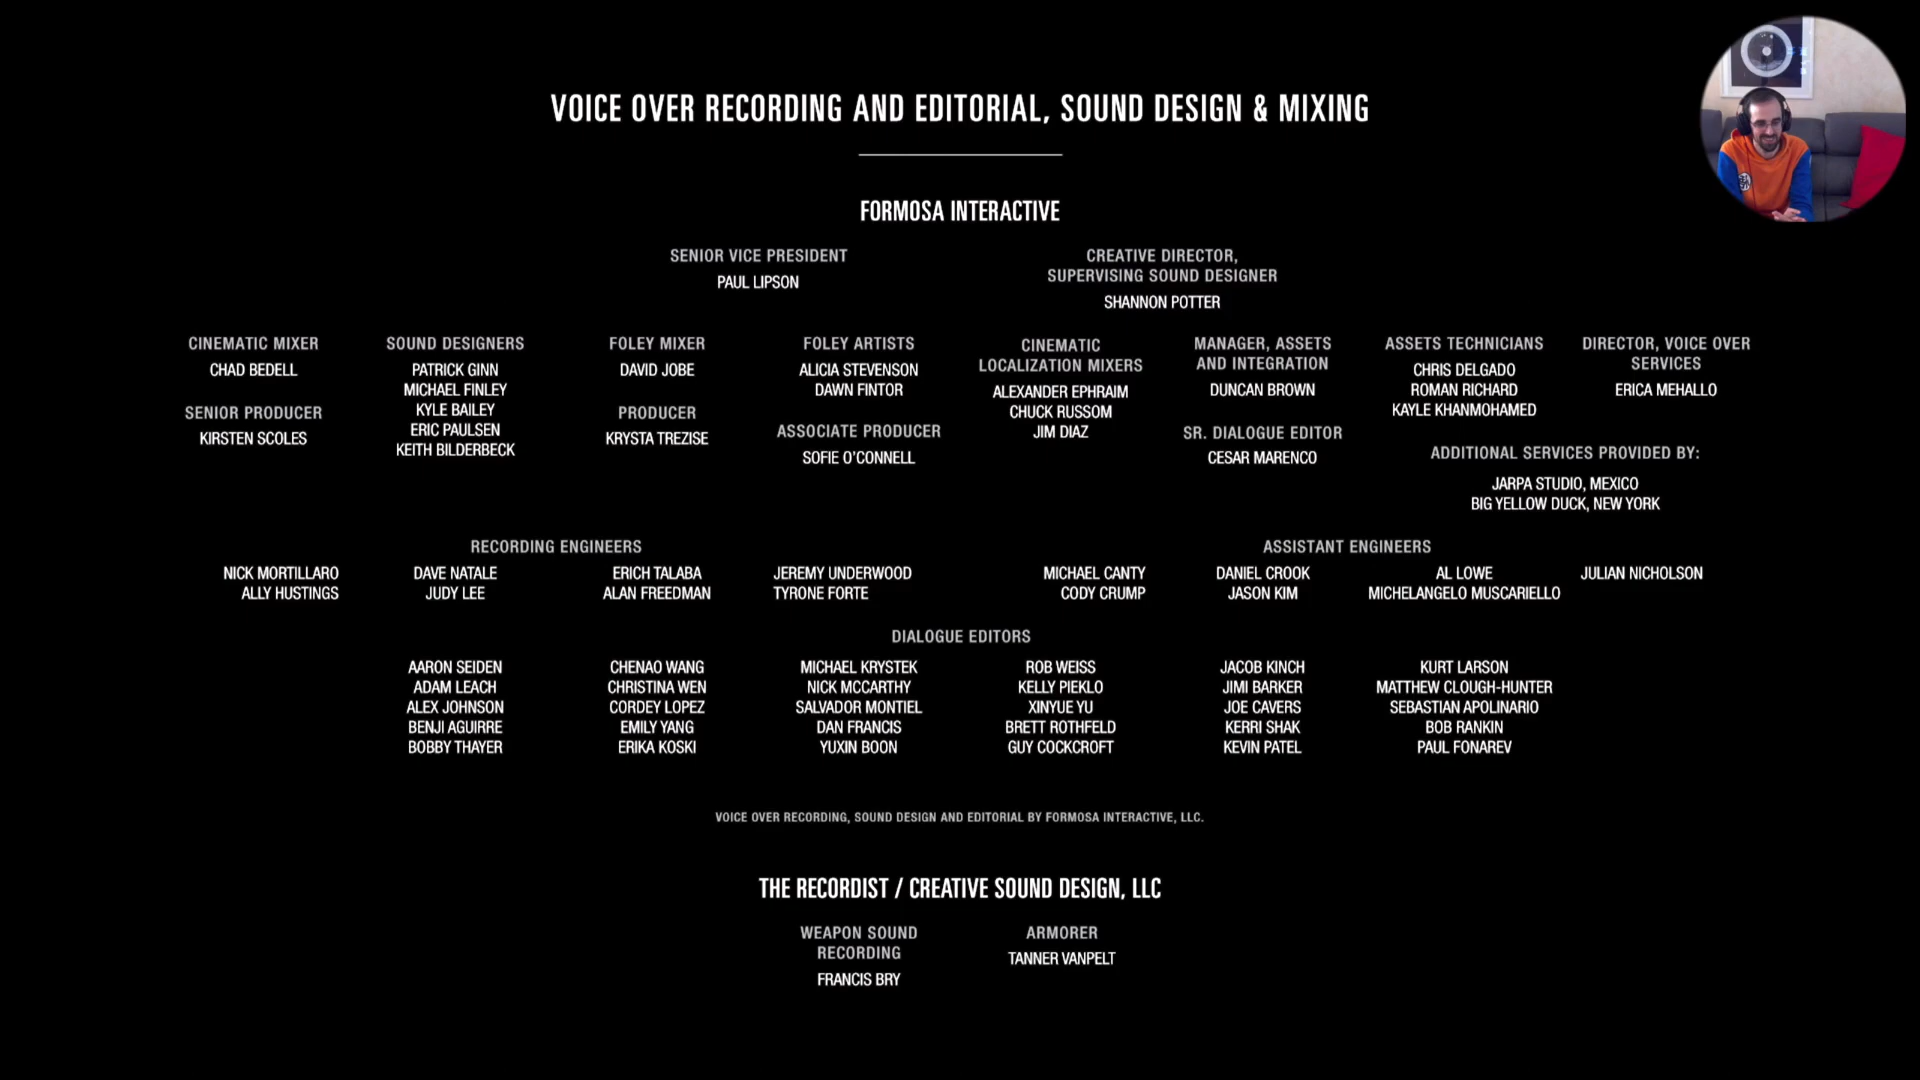 VOICE OVER RECORDING AND EDITORIAL, SOUND DESIGN & MIXING
FORMOSA INTERACTIVE
SENIOR VICE PRESIDENT
PAUL LIPSON
CREATIVE DIRECTOR,
SUPERVISING SOUND DESIGNER
SHANNON POTTER
CINEMATIC MIXER
CHAD BEDELL
SENIOR PRODUCER
KIRSTEN SCOLES
SOUND DESIGNERS
PATRICK GINN
MICHAEL FINLEY
KYLE BAILEY
ERIC PAULSEN
KEITH BILDERBECK
FOLEY MIXER
DAVID JOBE
PRODUCER
KRYSTA TREZISE
FOLEY ARTISTS
ALICIA STEVENSON
DAWN FINTOR
ASSOCIATE PRODUCER
SOFIE O'CONNELL
CINEMATIC
LOCALIZATION MIXERS
ALEXANDER EPHRAIM
CHUCK RUSSOM
JIM DIAZ
MANAGER, ASSETS
AND INTEGRATION
DUNCAN BROWN
SR. DIALOGUE EDITOR
CESAR MARENCO
ASSETS TECHNICIANS
CHRIS DELGADO
ROMAN RICHARD
KAYLE KHANMOHAMED
DIRECTOR, VOICE OVER
SERVICES
ERICA MEHALLO
ADDITIONAL SERVICES PROVIDED BY:
JARPA STUDIO, MEXICO
BIG YELLOW DUCK, NEW YORK
RECORDING ENGINEERS
NICK MORTILLARO
ALLY HUSTINGS
DAVE NATALE
JUDY LEE
ERICH TALABA
ALAN FREEDMAN
JEREMY UNDERWOOD
TYRONE FORTE
ASSISTANT ENGINEERS
MICHAEL CANTY
CODY CRUMP
DANIEL CROOK
JASON KIM
AL LOWE
MICHELANGELO MUSCARIELLO
JULIAN NICHOLSON
DIALOGUE EDITORS
AARON SEIDEN
ADAM LEACH
ALEX JOHNSON
BENJI AGUIRRE
BOBBY THAYER
CHENAO WANG
CHRISTINA WEN
CORDEY LOPEZ
EMILY YANG
ERIKA KOSKI
MICHAEL KRYSTEK
NICK MCCARTHY
SALVADOR MONTIEL
DAN FRANCIS
YUXIN BOON
ROB WEISS
KELLY PIEKLO
XINYUE YU
BRETT ROTHFELD
GUY COCKCROFT
JACOB KINCH
JIMI BARKER
JOE CAVERS
KERRI SHAK
KEVIN PATEL
KURT LARSON
MATTHEW CLOUGH-HUNTER
SEBASTIAN APOLINARIO
BOB RANKIN
PAUL FONAREV
VOICE OVER RECORDING, SOUND DESIGN AND EDITORIAL BY FORMOSA INTERACTIVE, LLC.
THE RECORDIST / CREATIVE SOUND DESIGN, LLC
WEAPON SOUND
RECORDING
FRANCIS BRY
ARMORER
TANNER VANPELT